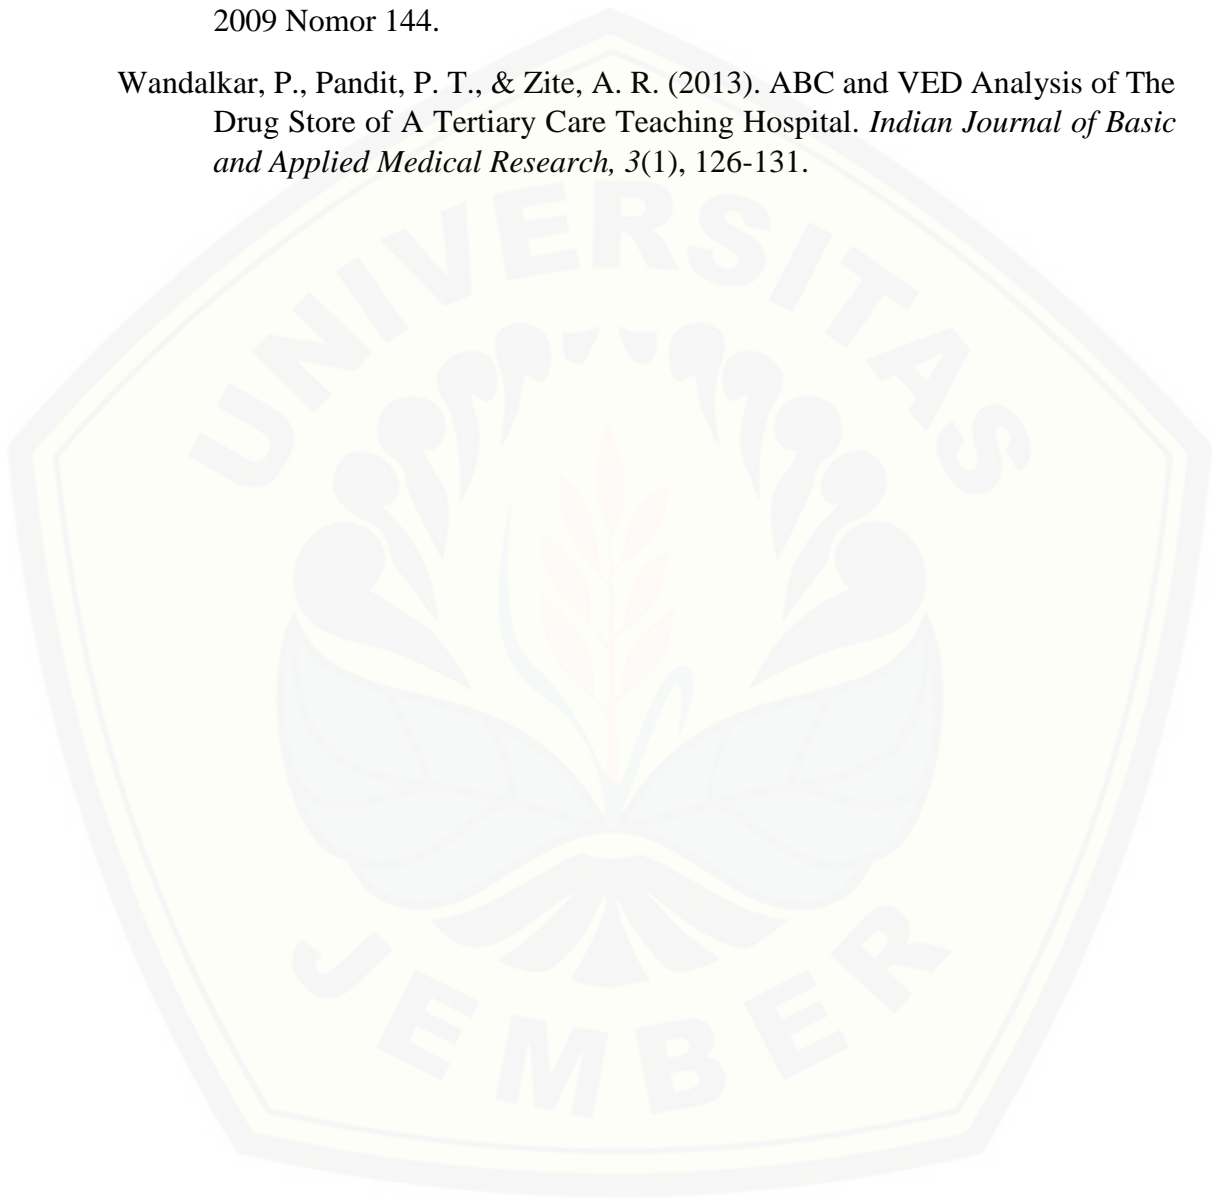 2009 Nomor 144.
Wandalkar, P., Pandit, P. T., & Zite, A. R. (2013). ABC and VED Analysis of The
Drug Store of A Tertiary Care Teaching Hospital. Indian Journal of Basic
and Applied Medical Research, 3(1), 126-131.
UNIVERSITAS
JEMBER